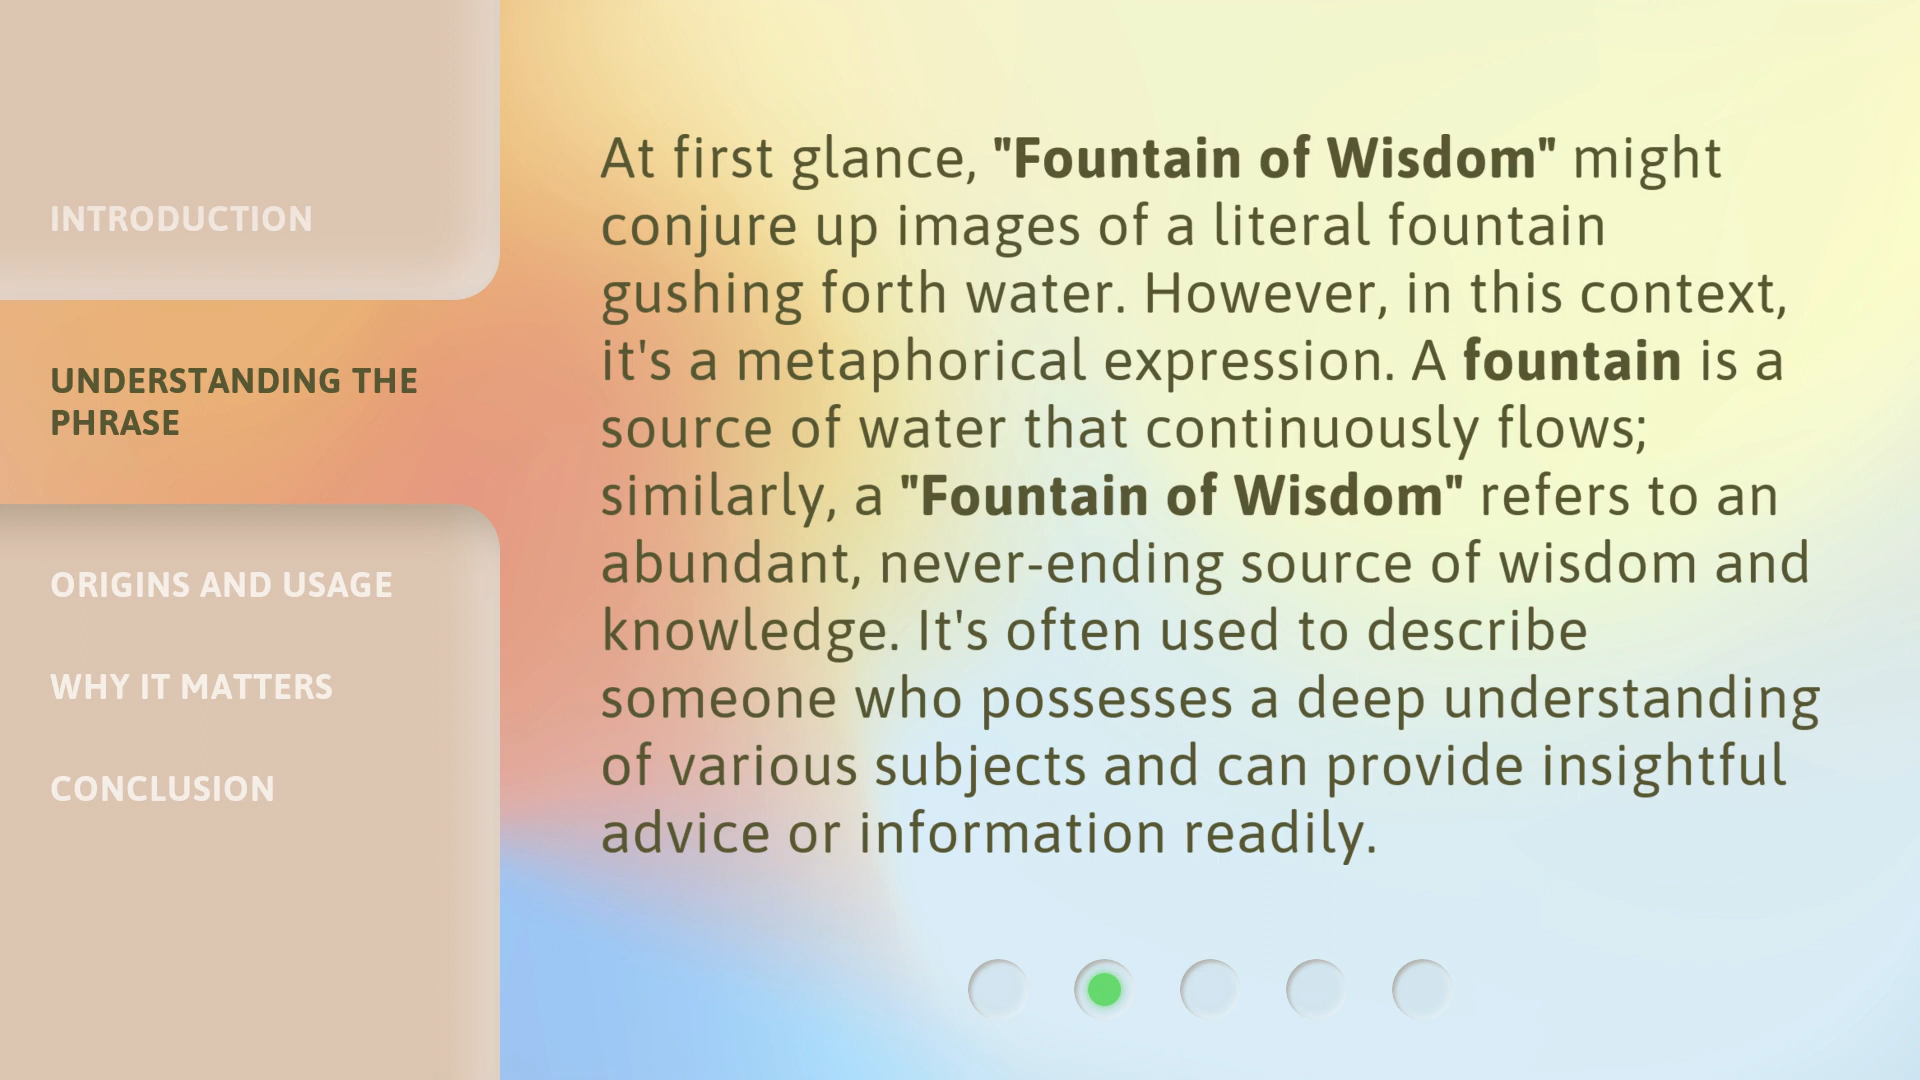 INTRODUCTION
UNDERSTANDING THE
PHRASE
ORIGINS AND USAGE
WHY IT MATTERS
CONCLUSION
At first glance, "Fountain of Wisdom" might
conjure up images of a literal fountain
gushing forth water. However, in this context,
it's a metaphorical expression. A fountain is a
source of water that continuously flows;
similarly, a "Fountain of Wisdom" refers to an
abundant, never-ending source of wisdom and
knowledge. It's often used to describe
someone who possesses a deep understanding
of various subjects and can provide insightful
advice or information readily.